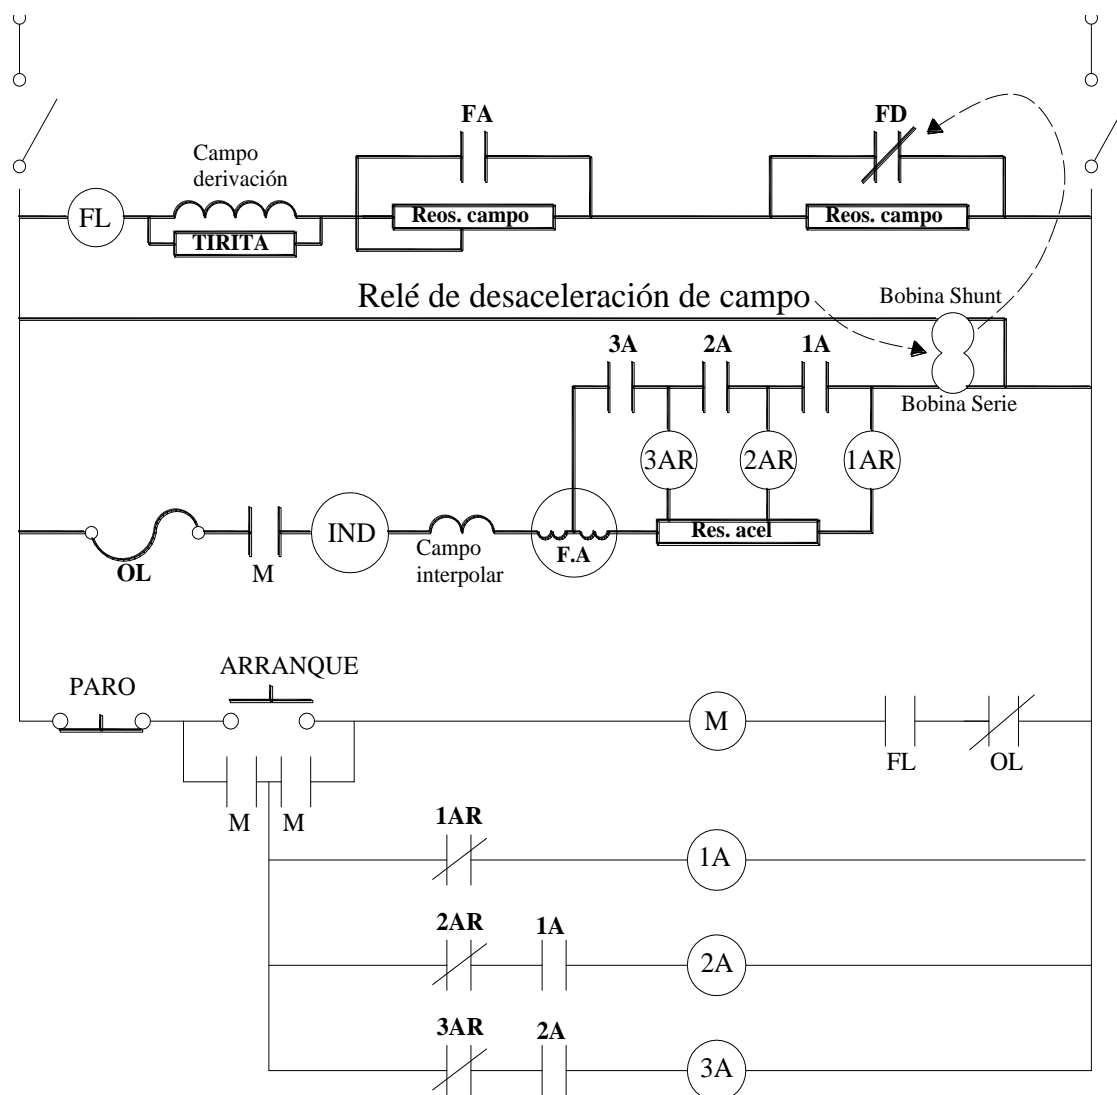 FA
FD
Campo
derivación
FL
Reos. campo
Reos. campo
TIRITA
Relé de desaceleración de campo
Bobina Shunt
3A
2A
1A
Bobina Serie
3AR
2AR
1AR
IND
Res. acel
OL
M
Campo
interpolar
F.A
PARO
ARRANQUE
M
FL
OL
M
M
1AR
1A
2AR
1A
2A
3AR
2A
3A